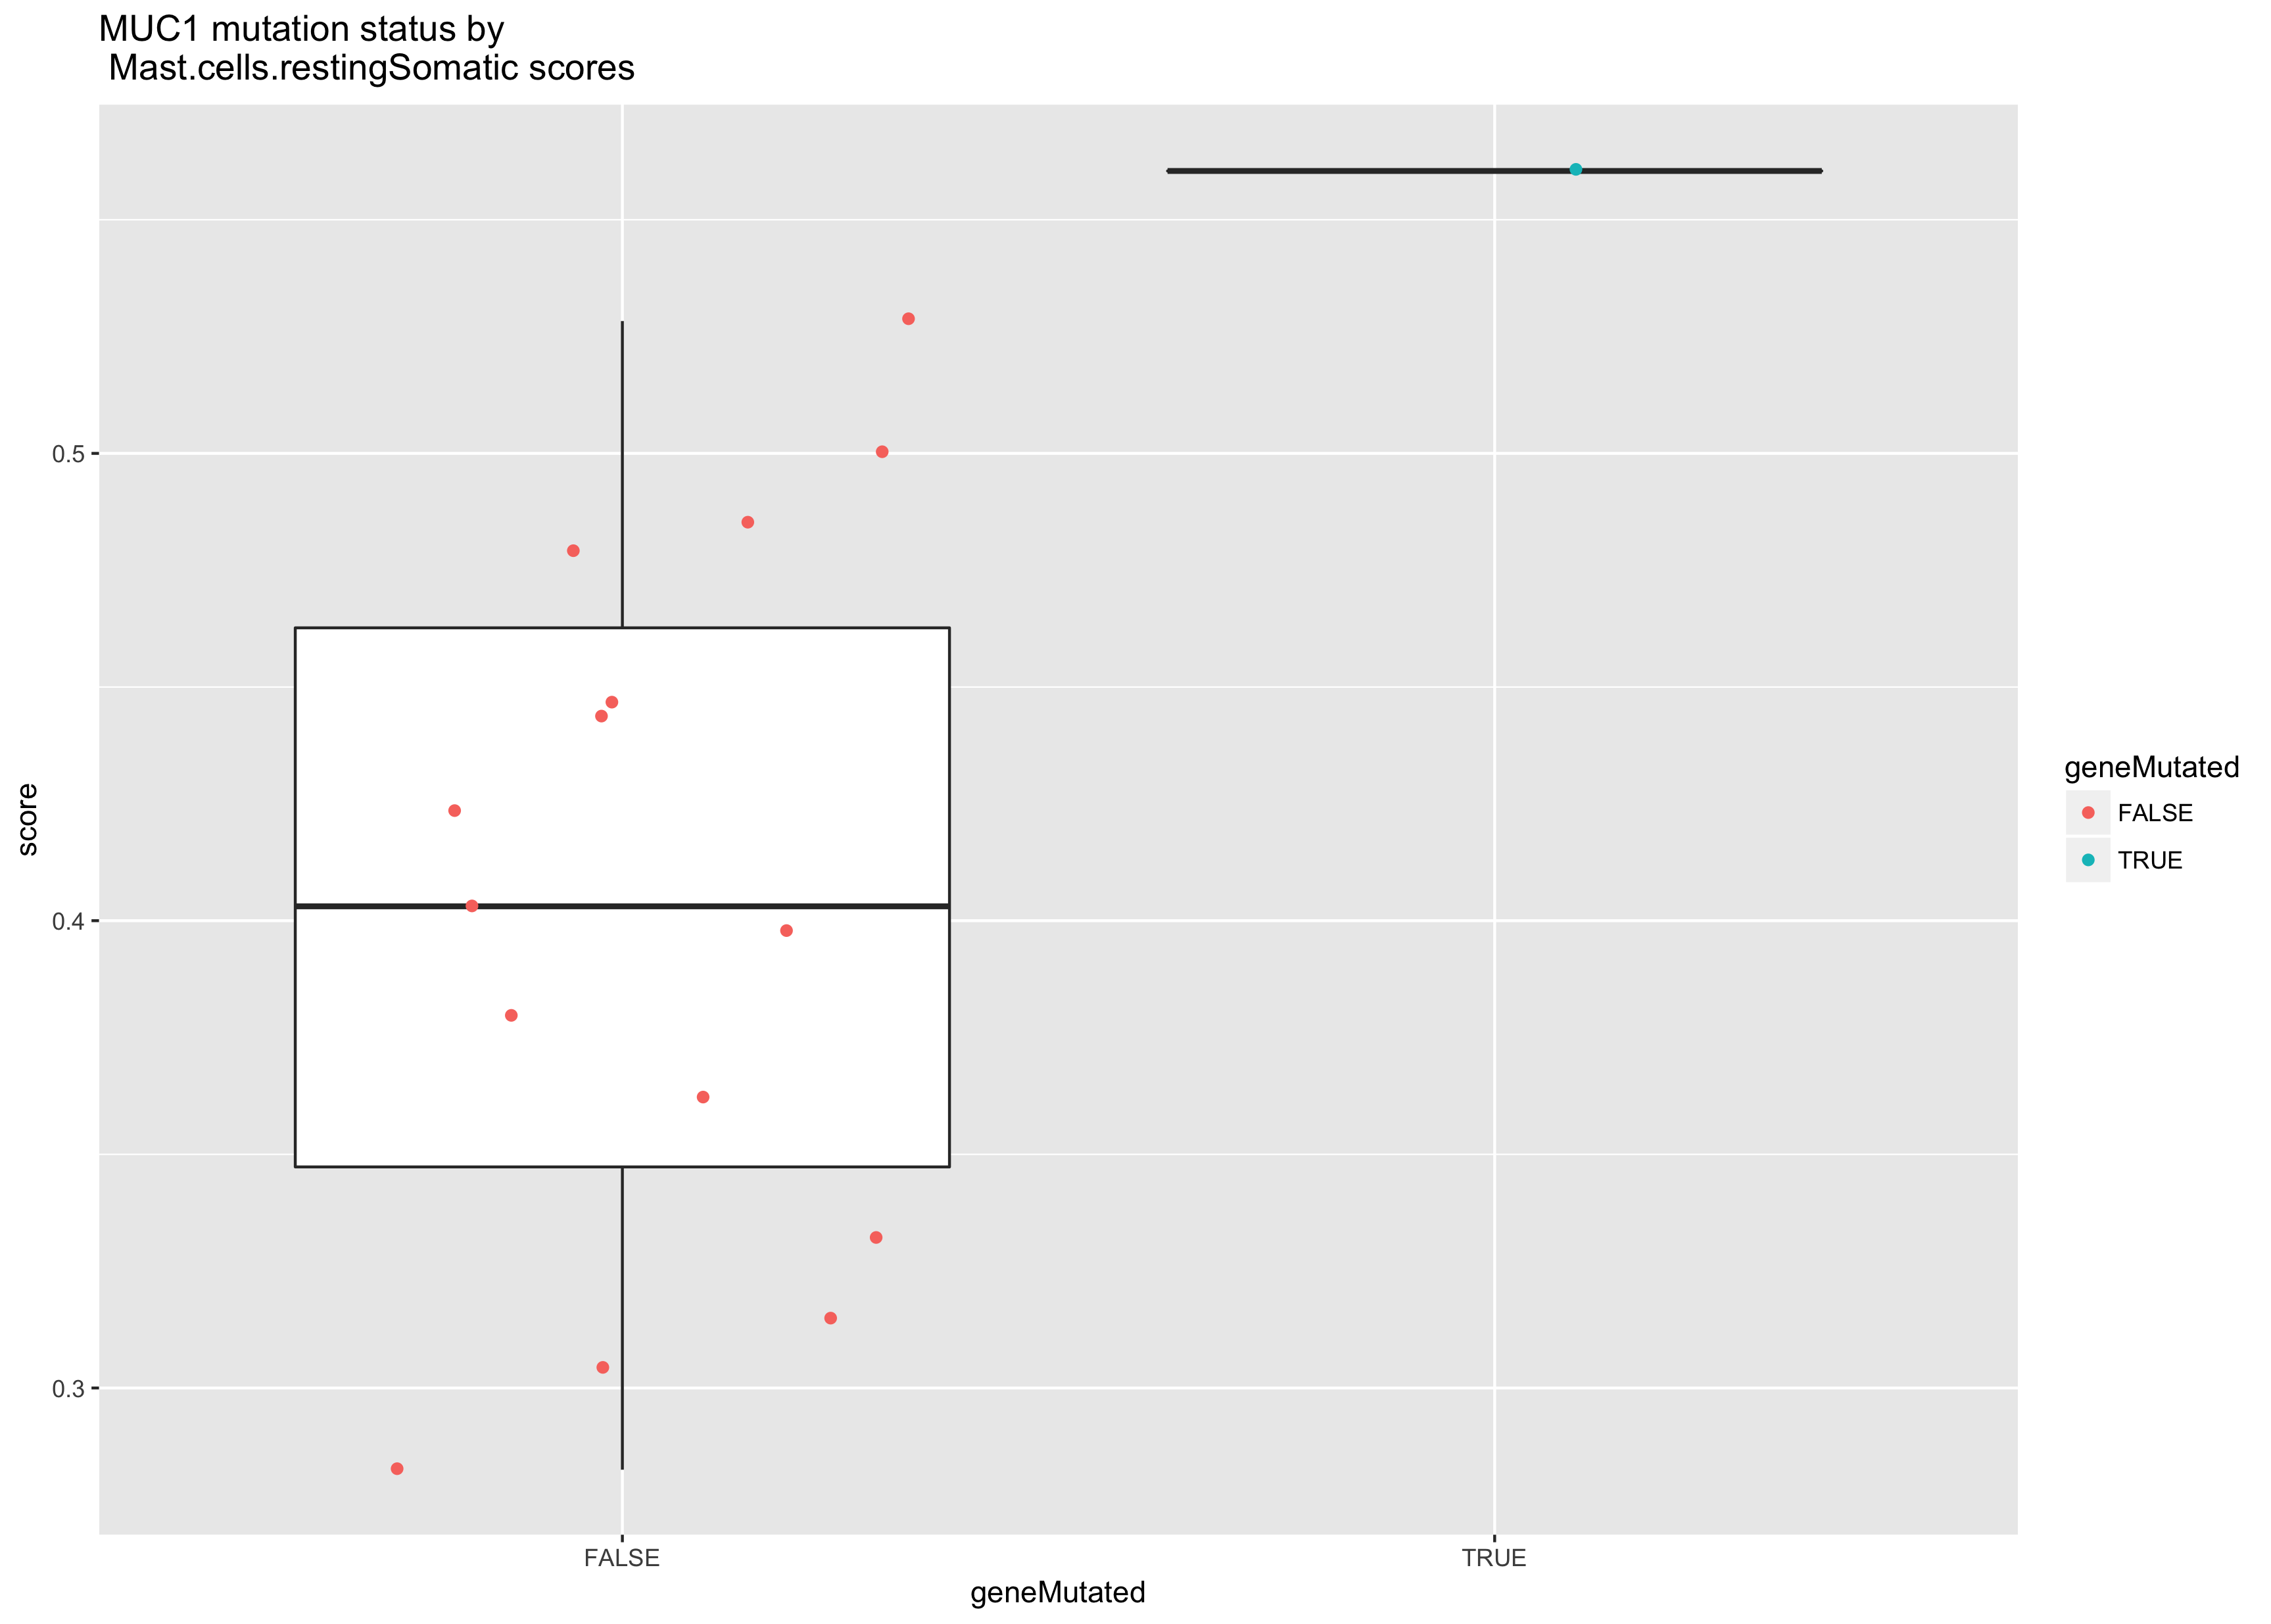 MUC1 mutation status by
Mast.cells.restingSomatic scores
score
0.5
0.4
0.3
FALSE
TRUE
geneMutated
geneMutated
FALSE
TRUE